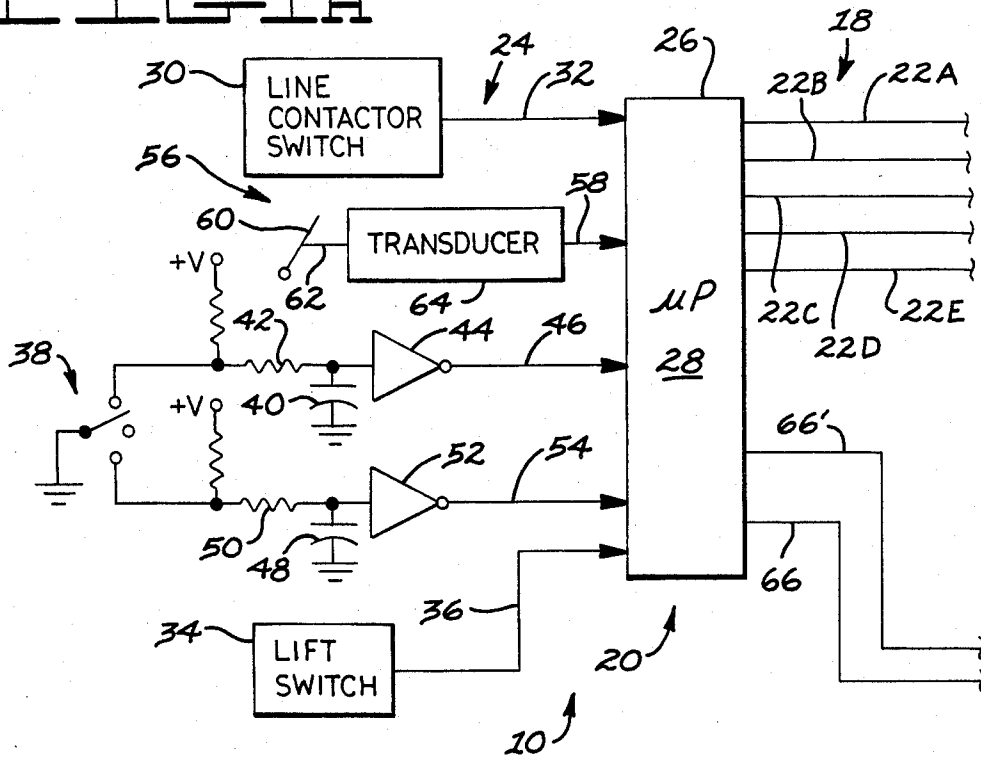 18
24
26
30
LINE
CONTACTOR
SWITCH
32
22B
22A
56
60
58
TRANSDUCER
+V
62
64
22C
22D
22E
42
44
46
μP
28
38
+V
40
66'
52
54
50
48
66
36
34
LIFT
SWITCH
20
10